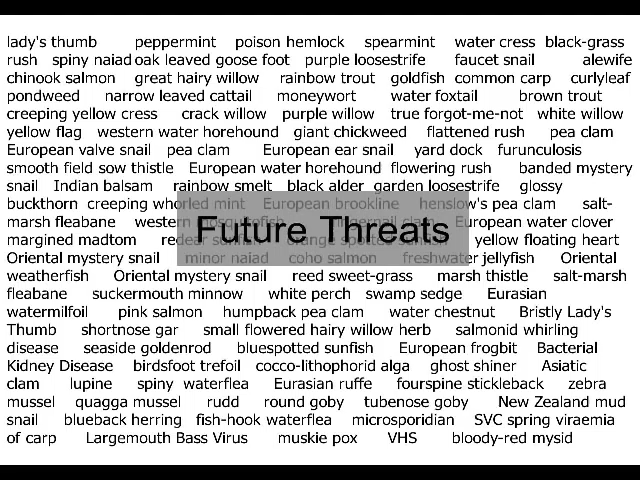 lady's thumb peppermint poison hemlock spearmint water cress black-grass
rush spiny naiad oak leaved goose foot purple loosestrife faucet snail alewife
chinook salmon great hairy willow rainbow trout goldfish common carp curlyleaf
pondweed narrow leaved cattail moneywort water foxtail brown trout
creeping yellow cress crack willow purple willow true forgot-me-not white willow
yellow flag western water horehound giant chickweed flattened rush pea clam
European valve snail pea clam European ear snail yard dock furunculosis
smooth field sow thistle European water horehound flowering rush banded mystery
snail Indian balsam rainbow smelt black alder garden loosestrife glossy
buckthorn creeping whorled mint European brookline henslow's pea clam salt-
marsh fleabane western mosquitofish fingernail clam European water clover
margined madtom redear sunfish orange spotted sunfish yellow floating heart
Oriental mystery snail minor naiad coho salmon freshwater jellyfish Oriental
weatherfish Oriental mystery snail reed sweet-grass marsh thistle salt-marsh
fleabane suckermouth minnow white perch swamp sedge Eurasian
watermilfoil pink salmon humpback pea clam water chestnut Bristly Lady's
Thumb shortnose gar small flowered hairy willow herb salmonid whirling
disease seaside goldenrod bluespotted sunfish European frogbit Bacterial
Kidney Disease birdsfoot trefoil cocco-lithophorid alga ghost shiner Asiatic
clam lupine spiny waterflea Eurasian ruffe fourspine stickleback zebra
mussel quagga mussel rudd round goby tubenose goby New Zealand mud
snail blueback herring fish-hook waterflea microsporidian SVC spring viraemia
of carp Largemouth Bass Virus muskie pox VHS bloody-red mysid
Future Threats